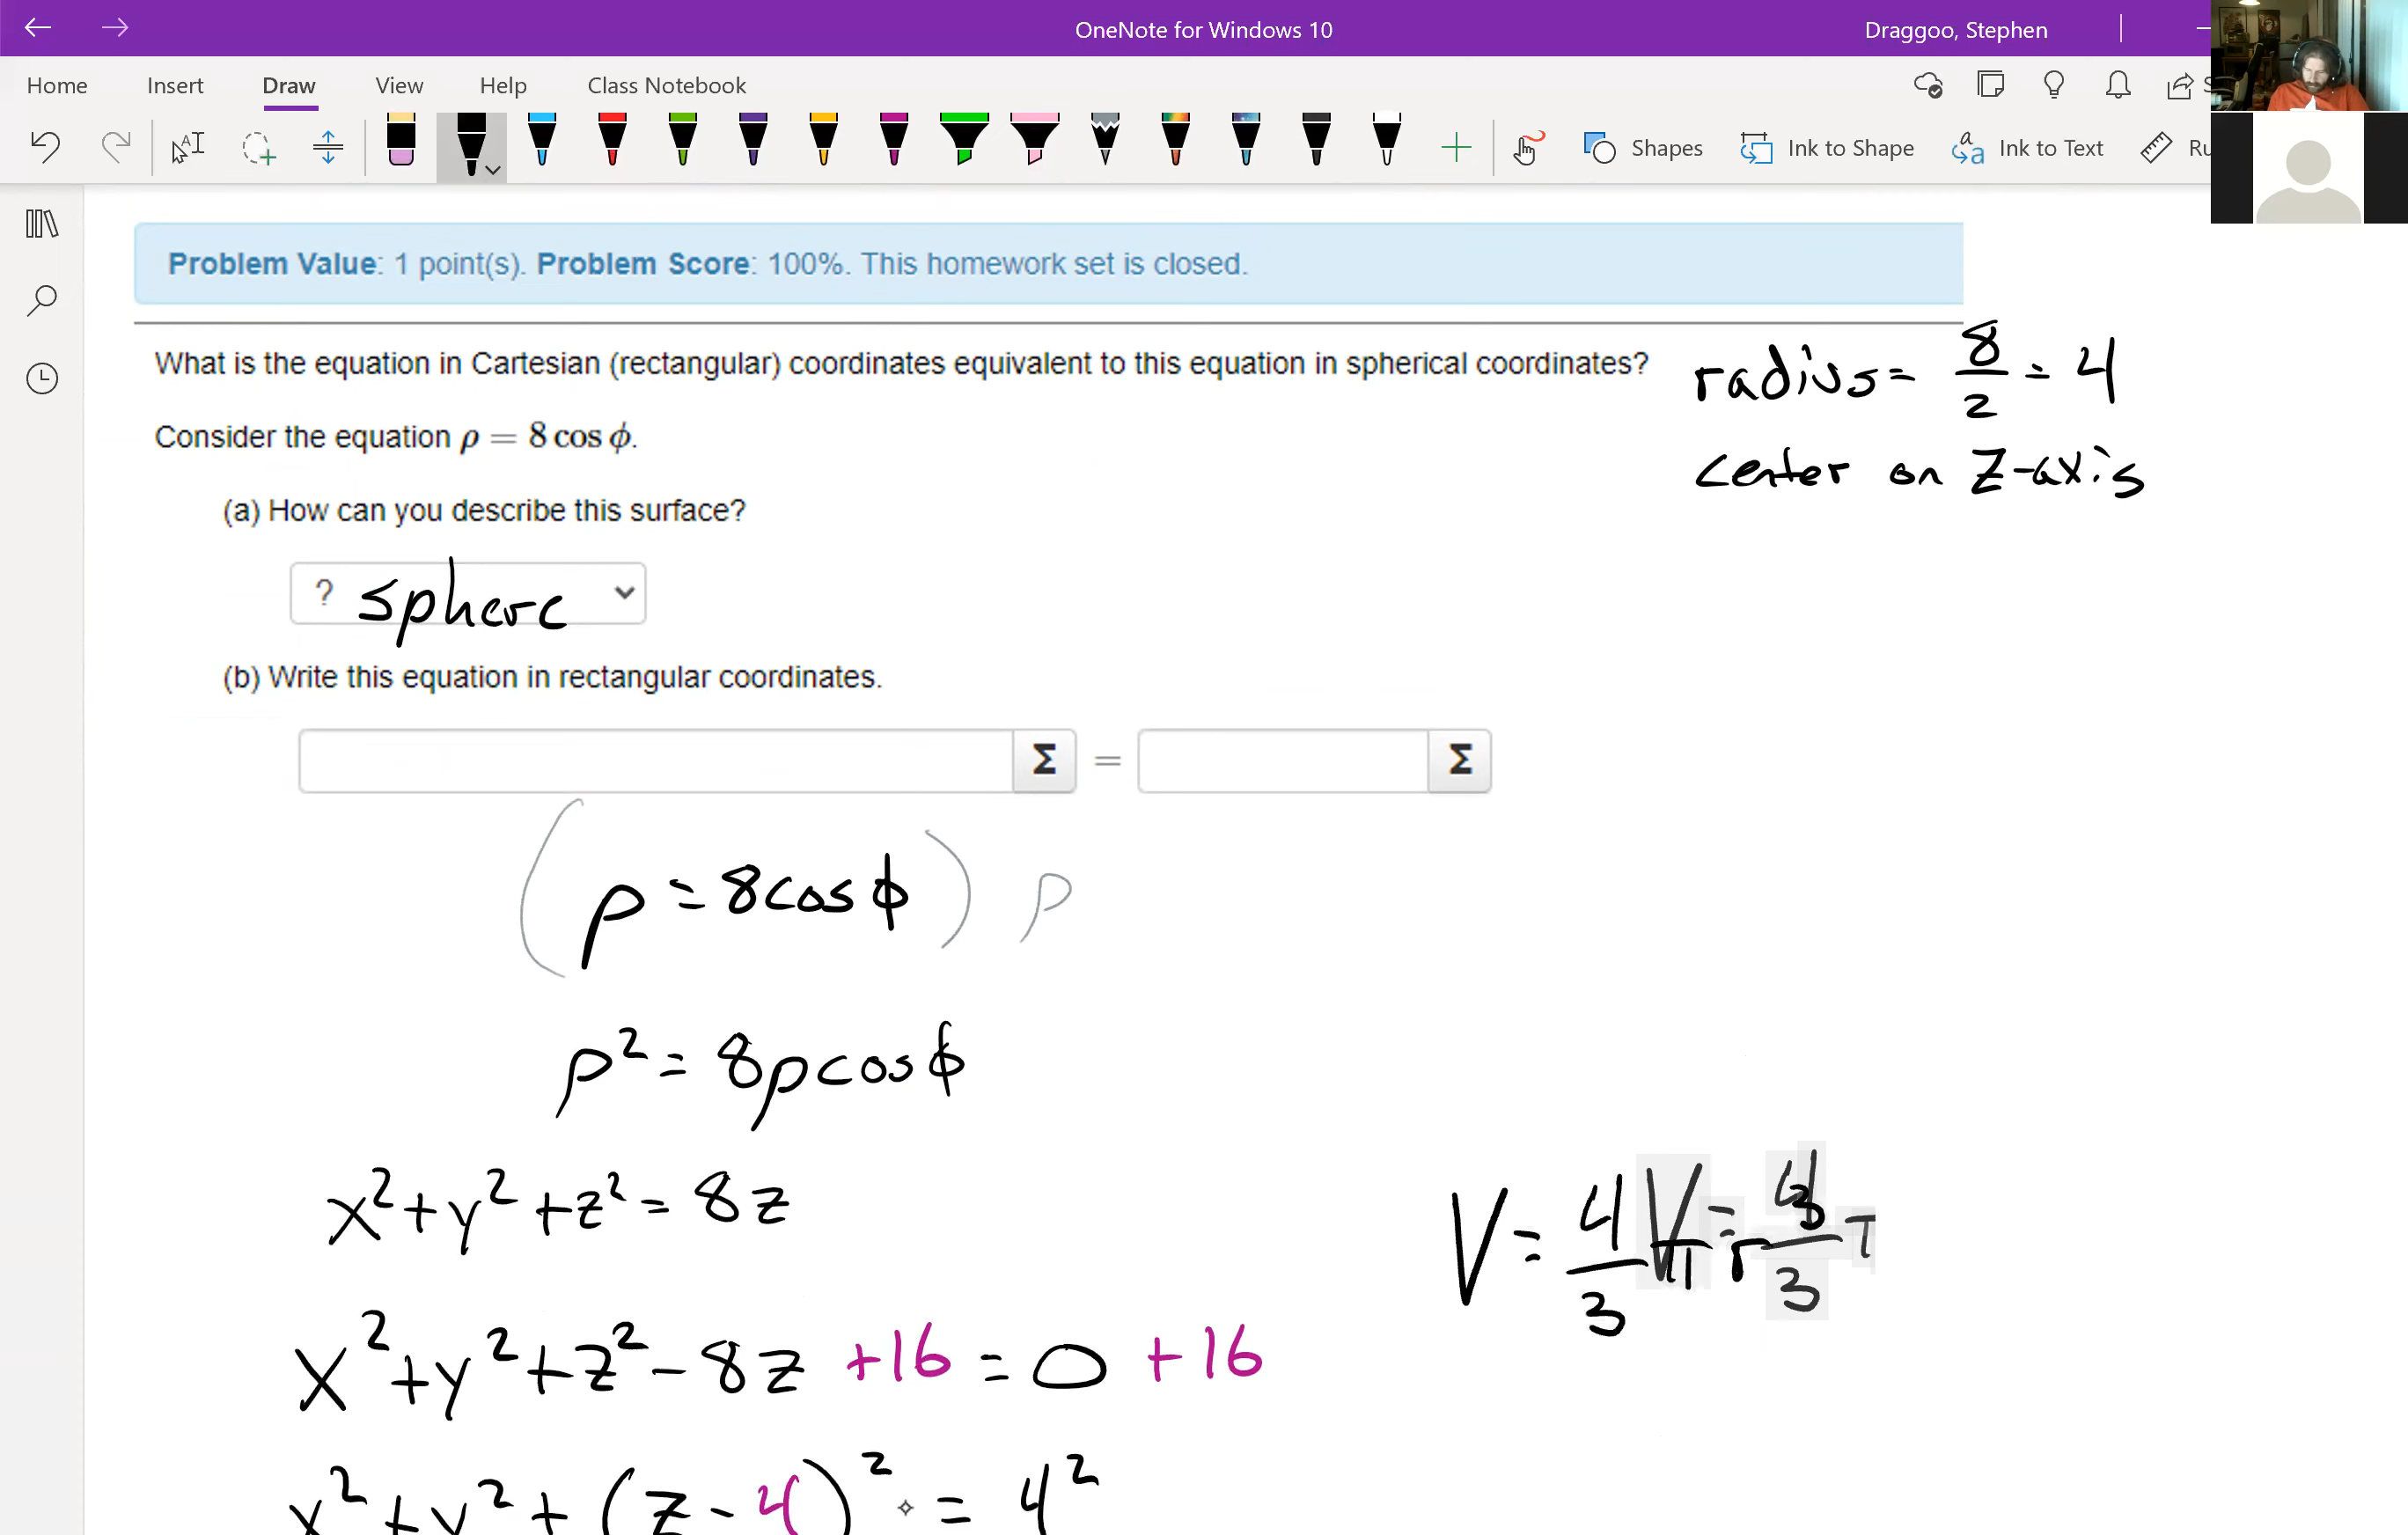 OneNote for Windows 10
Draggoo, Stephen
Home Insert Draw View Help Class Notebook
Shapes Ink to Shape Ink to Text Ru
Problem Value: 1 point(s). Problem Score: 100%. This homework set is closed.
What is the equation in Cartesian (rectangular) coordinates equivalent to this equation in spherical coordinates?
radius = 8/2 = 4
Consider the equation ρ = 8 cos ϕ.
center on z-axis
(a) How can you describe this surface?
? sphere
(b) Write this equation in rectangular coordinates.
Σ = Σ
(ρ = 8cos ϕ) ρ
ρ² = 8ρcos ϕ
x² + y² + z² = 8z
V = 4/3 π r³
V = 4/3
x² + y² + z² - 8z +16 = 0 +16
x² + y² + (z - 4)² = 4²